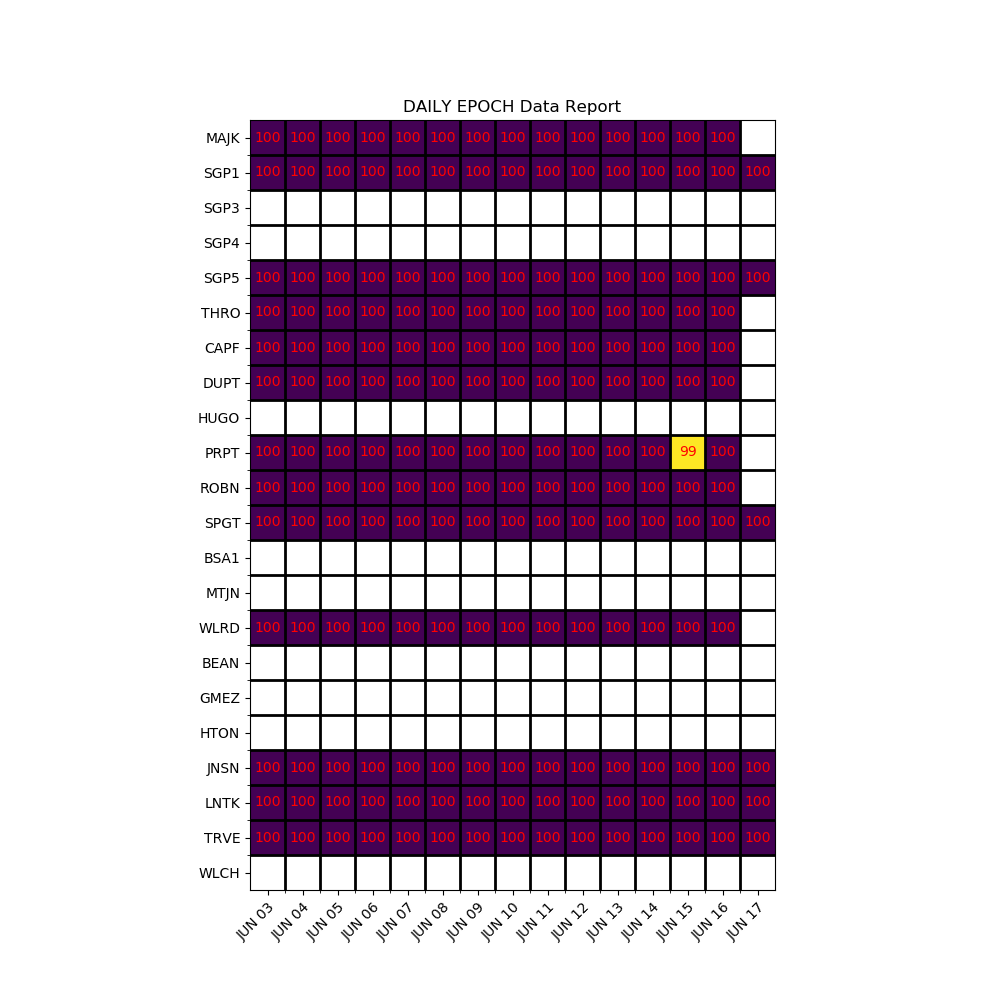 DAILY EPOCH Data Report
MAJK 100 100 100 100 100 100 100 100 100 100 100 100 100 100
SGP1 100 100 100 100 100 100 100 100 100 100 100 100 100 100 100
SGP3
SGP4
SGP5 100 100 100 100 100 100 100 100 100 100 100 100 100 100 100
THRO 100 100 100 100 100 100 100 100 100 100 100 100 100 100
CAPF 100 100 100 100 100 100 100 100 100 100 100 100 100 100
DUPT 100 100 100 100 100 100 100 100 100 100 100 100 100 100
HUGO
PRPT 100 100 100 100 100 100 100 100 100 100 100 100 99 100
ROBN 100 100 100 100 100 100 100 100 100 100 100 100 100 100
SPGT 100 100 100 100 100 100 100 100 100 100 100 100 100 100 100
BSA1
MTJN
WLRD 100 100 100 100 100 100 100 100 100 100 100 100 100 100
BEAN
GMEZ
HTON
JNSN 100 100 100 100 100 100 100 100 100 100 100 100 100 100 100
LNTK 100 100 100 100 100 100 100 100 100 100 100 100 100 100 100
TRVE 100 100 100 100 100 100 100 100 100 100 100 100 100 100 100
WLCH
JUN 03 JUN 04 JUN 05 JUN 06 JUN 07 JUN 08 JUN 09 JUN 10 JUN 11 JUN 12 JUN 13 JUN 14 JUN 15 JUN 16 JUN 17